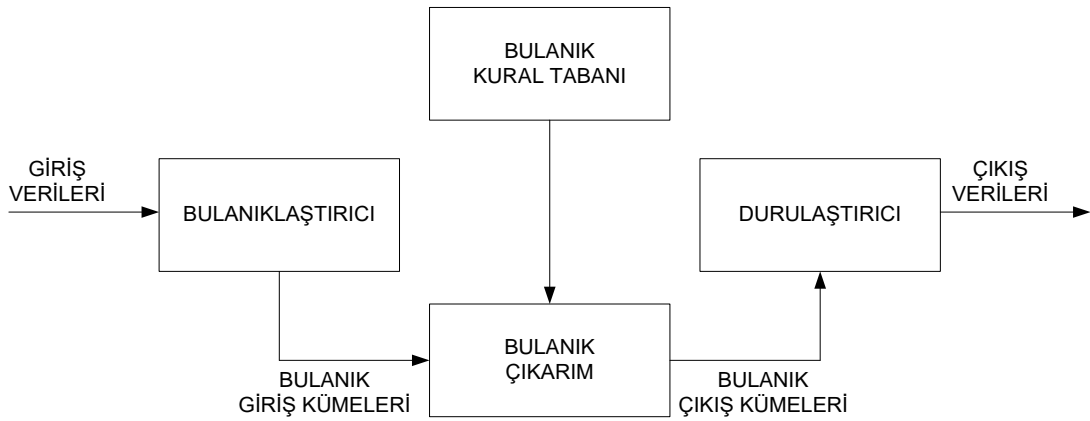 BULANIK
KURAL TABANI
GİRİŞ
VERİLERİ
BULANIKLAŞTIRICI
DURULAŞTIRICI
ÇIKIŞ
VERİLERİ
BULANIK
ÇIKARIM
BULANIK
GİRİŞ KÜMELERİ
BULANIK
ÇIKIŞ KÜMELERİ